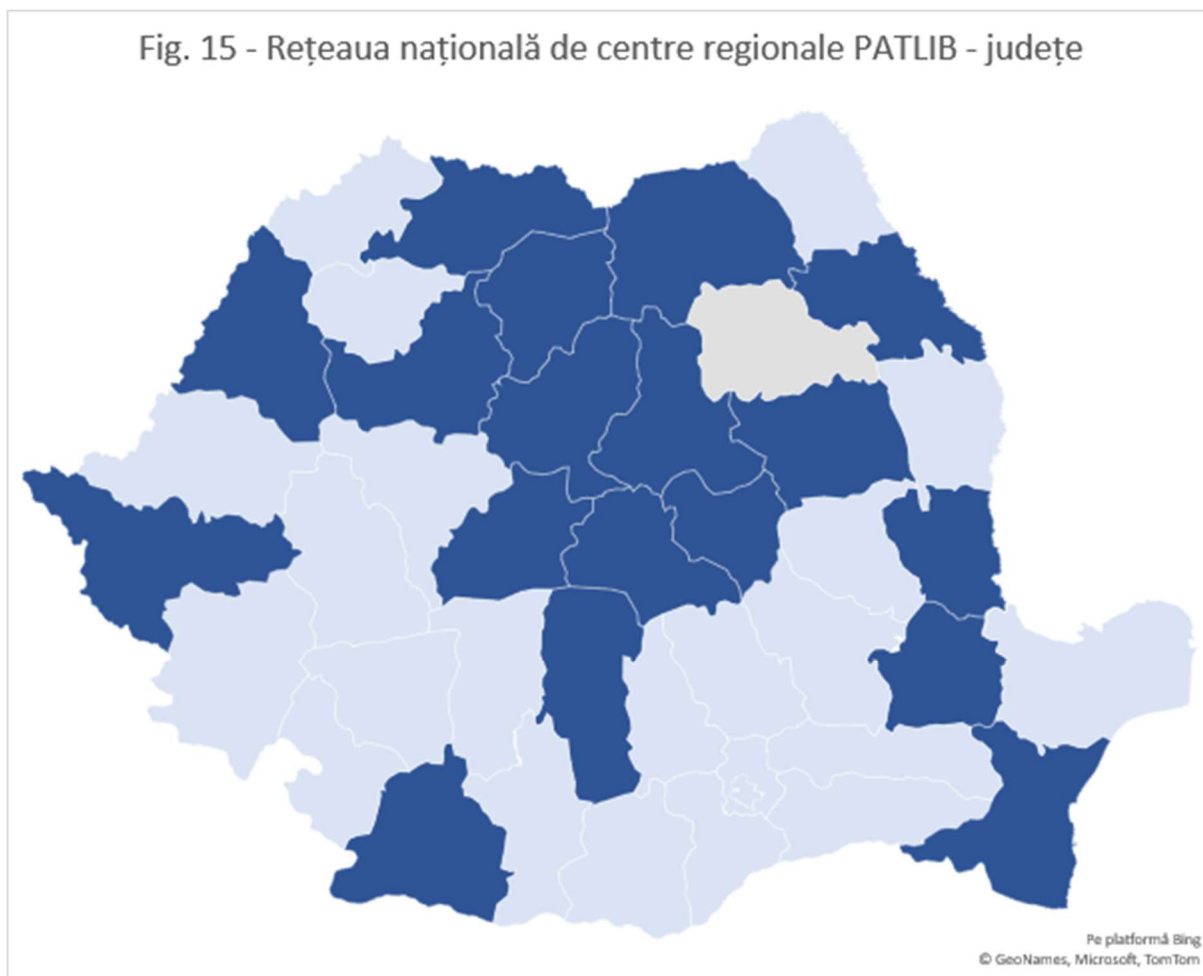 Fig. 15 - Rețeaua națională de centre regionale PATLIB - județe
Pe platformă Bing
© GeoNames, Microsoft, TomTom